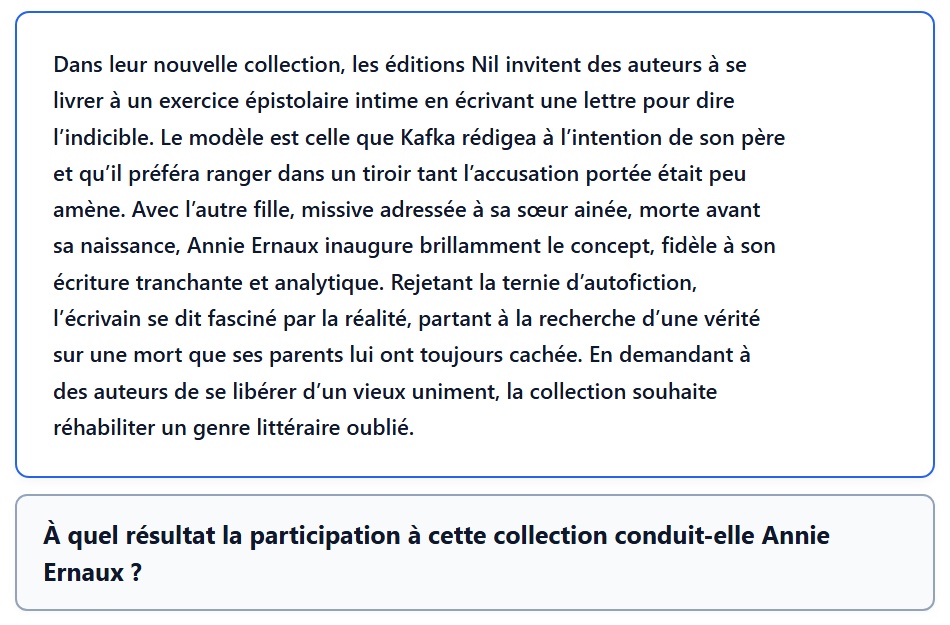 Dans leur nouvelle collection, les éditions Nil invitent des auteurs à se
livrer à un exercice épistolaire intime en écrivant une lettre pour dire
l’indicible. Le modèle est celle que Kafka rédigea à l’intention de son père
et qu’il préféra ranger dans un tiroir tant l’accusation portée était peu
amène. Avec l’autre fille, missive adressée à sa sœur ainée, morte avant
sa naissance, Annie Ernaux inaugure brillamment le concept, fidèle à son
écriture tranchante et analytique. Rejetant la ternie d’autofiction,
l’écrivain se dit fasciné par la réalité, partant à la recherche d’une vérité
sur une mort que ses parents lui ont toujours cachée. En demandant à
des auteurs de se libérer d’un vieux uniment, la collection souhaite
réhabiliter un genre littéraire oublié.
À quel résultat la participation à cette collection conduit-elle Annie
Ernaux ?